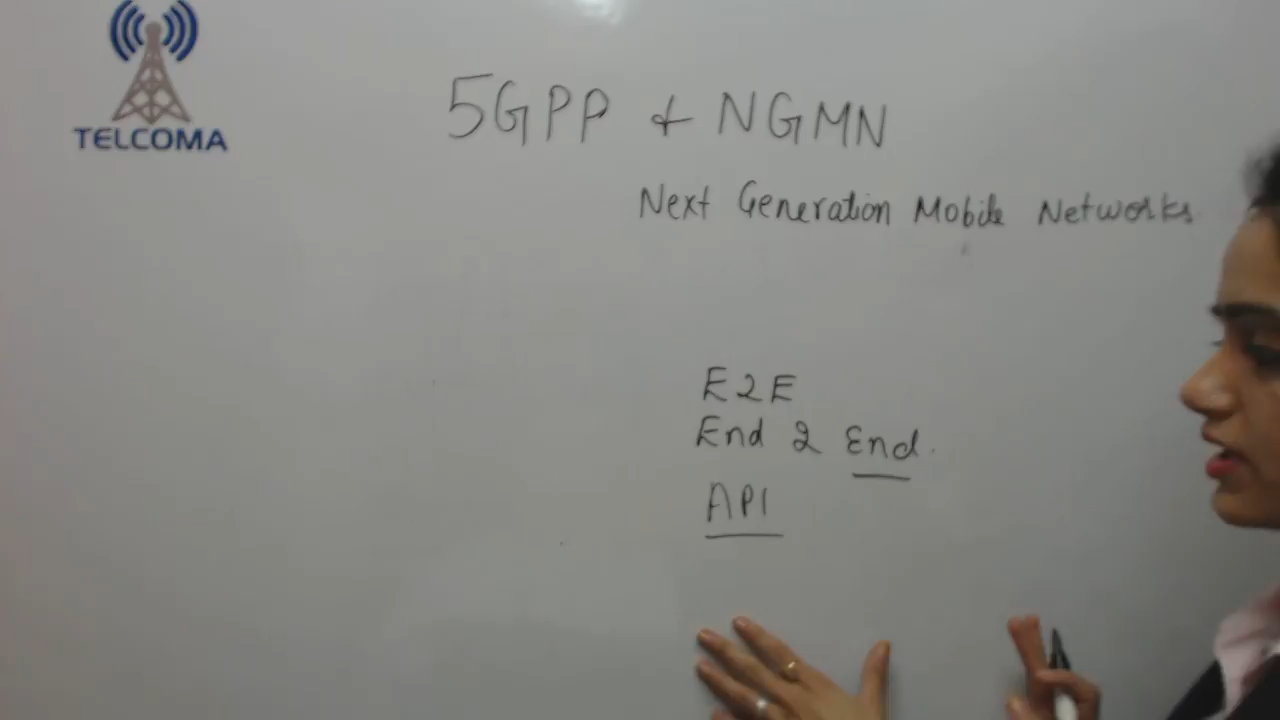 TELCOMA
5GPP & NGMN
Next Generation Mobile Networks
E2E
End 2 End.
API